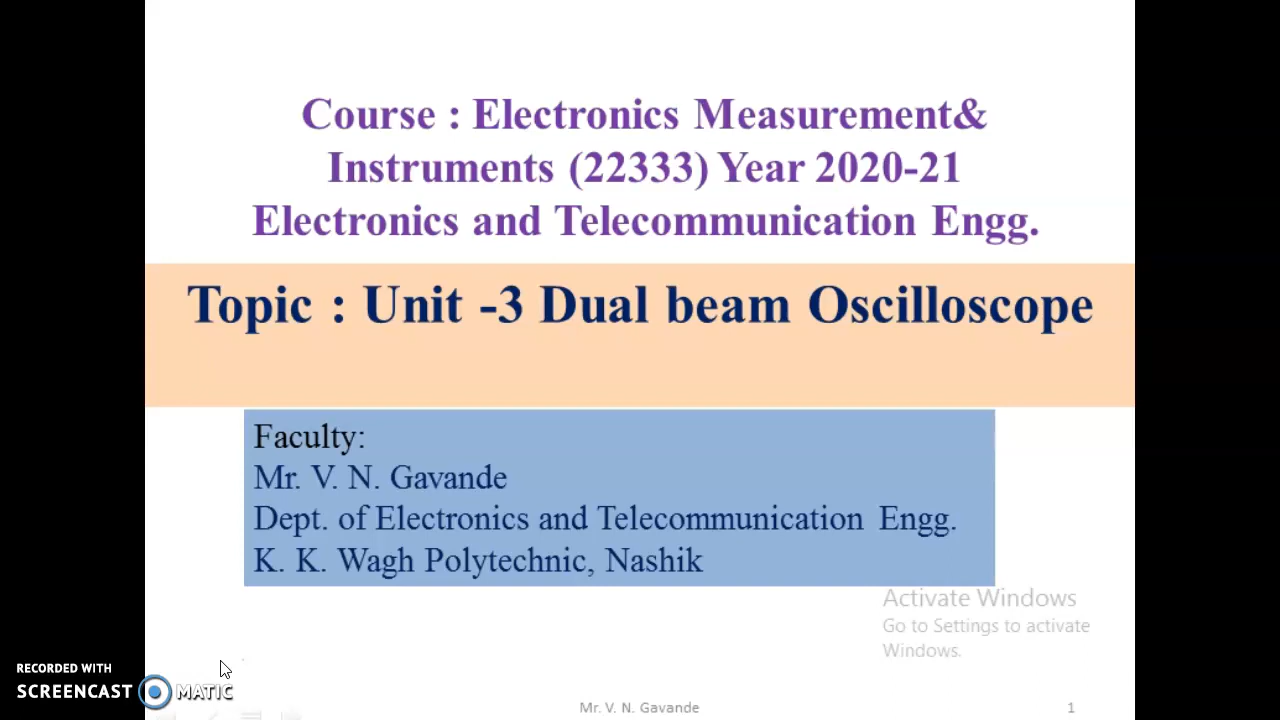 Course : Electronics Measurement&
Instruments (22333) Year 2020-21
Electronics and Telecommunication Engg.
Topic : Unit -3 Dual beam Oscilloscope
Faculty:
Mr. V. N. Gavande
Dept. of Electronics and Telecommunication Engg.
K. K. Wagh Polytechnic, Nashik
Activate Windows
Go to Settings to activate
Windows.
RECORDED WITH
SCREENCAST MATIC
Mr. V. N. Gavande
1